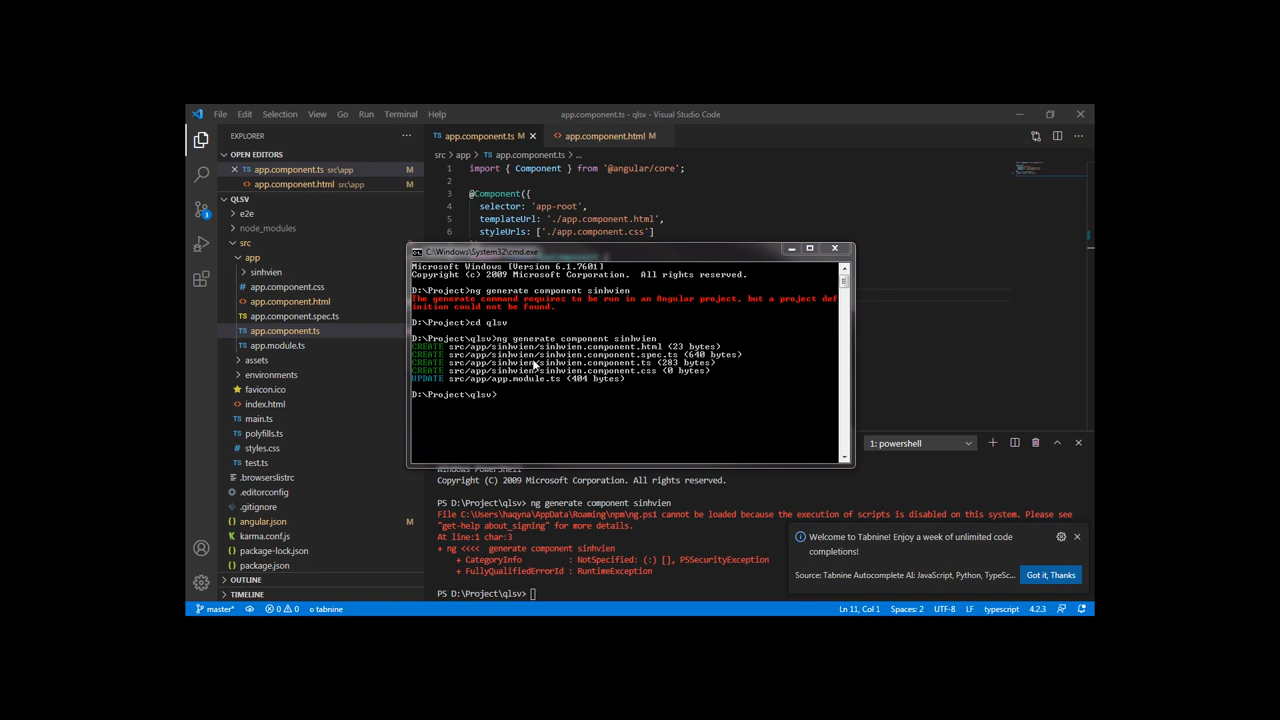 File Edit Selection View Go Run Terminal Help
app.component.ts - qlsv - Visual Studio Code
EXPLORER
OPEN EDITORS
app.component.ts src\app M
app.component.html src\app M
QLSV
e2e
node_modules
src
app
sinhvien
app.component.css
app.component.html
app.component.spec.ts
TS app.component.ts
TS app.module.ts
assets
environments
favicon.ico
index.html
TS main.ts
TS polyfills.ts
styles.css
TS test.ts
.browserslistrc
.editorconfig
.gitignore
angular.json M
karma.conf.js
package-lock.json
package.json
OUTLINE
TIMELINE
TS app.component.ts M
app.component.html M
src > app > TS app.component.ts > ...
1 import { Component } from '@angular/core';
2
3 @Component({
4 selector: 'app-root',
5 templateUrl: './app.component.html',
6 styleUrls: ['./app.component.css']
C:\Windows\System32\cmd.exe
Microsoft Windows [Version 6.1.7601]
Copyright (c) 2009 Microsoft Corporation. All rights reserved.
D:\Project>ng generate component sinhvien
The generate command requires to be run in an Angular project, but a project def
inition could not be found.
D:\Project>cd qlsv
D:\Project\qlsv>ng generate component sinhvien
CREATE src/app/sinhvien/sinhvien.component.html (23 bytes)
CREATE src/app/sinhvien/sinhvien.component.spec.ts (640 bytes)
CREATE src/app/sinhvien/sinhvien.component.ts (283 bytes)
CREATE src/app/sinhvien/sinhvien.component.css (0 bytes)
UPDATE src/app/app.module.ts (404 bytes)
D:\Project\qlsv>
1: powershell
Windows PowerShell
Copyright (C) 2009 Microsoft Corporation. All rights reserved.
PS D:\Project\qlsv> ng generate component sinhvien
File C:\Users\haqyna\AppData\Roaming\npm\ng.ps1 cannot be loaded because the execution of scripts is disabled on this system. Please see
"get-help about_signing" for more details.
At line:1 char:3
+ ng <<<< generate component sinhvien
+ CategoryInfo : NotSpecified: (:) [], PSSecurityException
+ FullyQualifiedErrorId : RuntimeException
PS D:\Project\qlsv>
Welcome to Tabnine! Enjoy a week of unlimited code
completions!
Source: Tabnine Autocomplete AI: JavaScript, Python, TypeSc...
Got it, Thanks
master* 0 0 o tabnine
Ln 11, Col 1 Spaces: 2 UTF-8 LF typescript 4.2.3